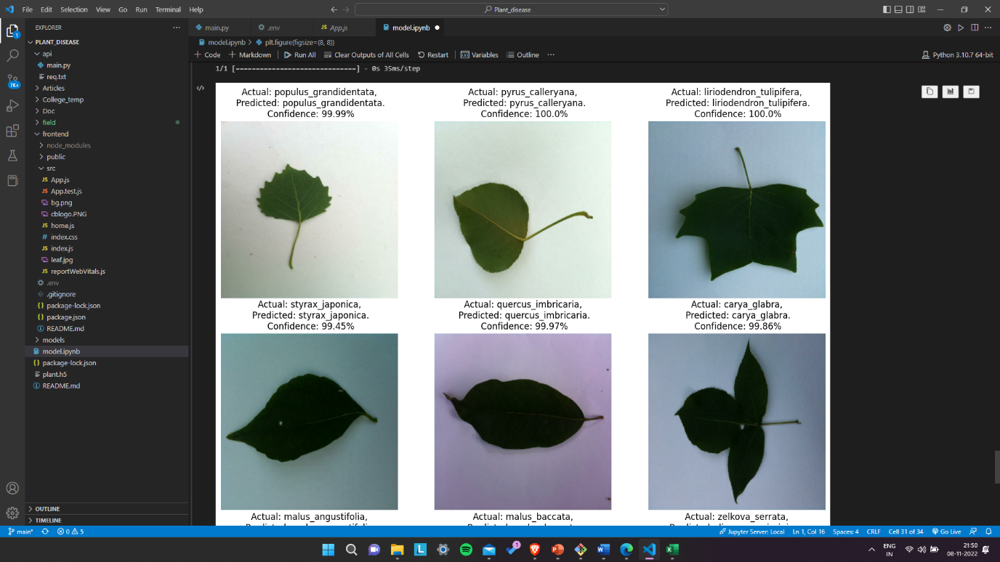 File Edit Selection View Go Run Terminal Help
Plant_disease
EXPLORER
main.py
.env
App.js
model.ipynb
PLANT_DISEASE
model.ipynb > plt.figure(figsize=(8, 8))
Code Markdown Run All Clear Outputs of All Cells Restart Variables Outline
Python 3.10.7 64-bit
api
main.py
req.txt
Articles
College_temp
Doc
field
frontend
node_modules
public
src
App.js
App.test.js
bg.png
cblogo.PNG
home.js
index.css
index.js
leaf.jpg
reportWebVitals.js
.env
.gitignore
package-lock.json
package.json
README.md
models
model.ipynb
package-lock.json
plant.h5
README.md
OUTLINE
TIMELINE
1
7K+
1/1 [==============================] - 0s 35ms/step
Actual: populus_grandidentata,
Predicted: populus_grandidentata.
Confidence: 99.99%
Actual: pyrus_calleryana,
Predicted: pyrus_calleryana.
Confidence: 100.0%
Actual: liriodendron_tulipifera,
Predicted: liriodendron_tulipifera.
Confidence: 100.0%
Actual: styrax_japonica,
Predicted: styrax_japonica.
Confidence: 99.45%
Actual: quercus_imbricaria,
Predicted: quercus_imbricaria.
Confidence: 99.97%
Actual: carya_glabra,
Predicted: carya_glabra.
Confidence: 99.86%
Actual: malus_angustifolia,
Actual: malus_baccata,
Actual: zelkova_serrata,
main* 0 5
Jupyter Server: Local Ln 1, Col 16 Spaces: 4 CRLF Cell 31 of 34 Go Live
ENG
IN
21:50
08-11-2022